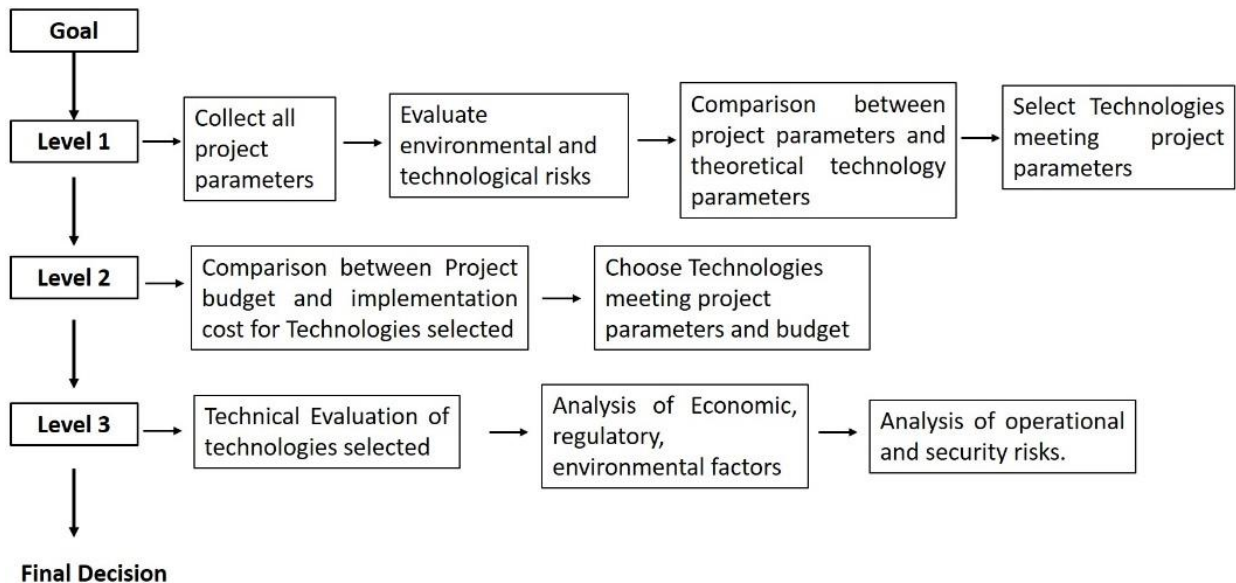 Goal
Level 1
Collect all
project
parameters
Evaluate
environmental and
technological risks
Comparison between
project parameters and
theoretical technology
parameters
Select Technologies
meeting project
parameters
Level 2
Comparison between Project
budget and implementation
cost for Technologies selected
Choose Technologies
meeting project
parameters and budget
Level 3
Technical Evaluation of
technologies selected
Analysis of Economic,
regulatory,
environmental factors
Analysis of operational
and security risks.
Final Decision